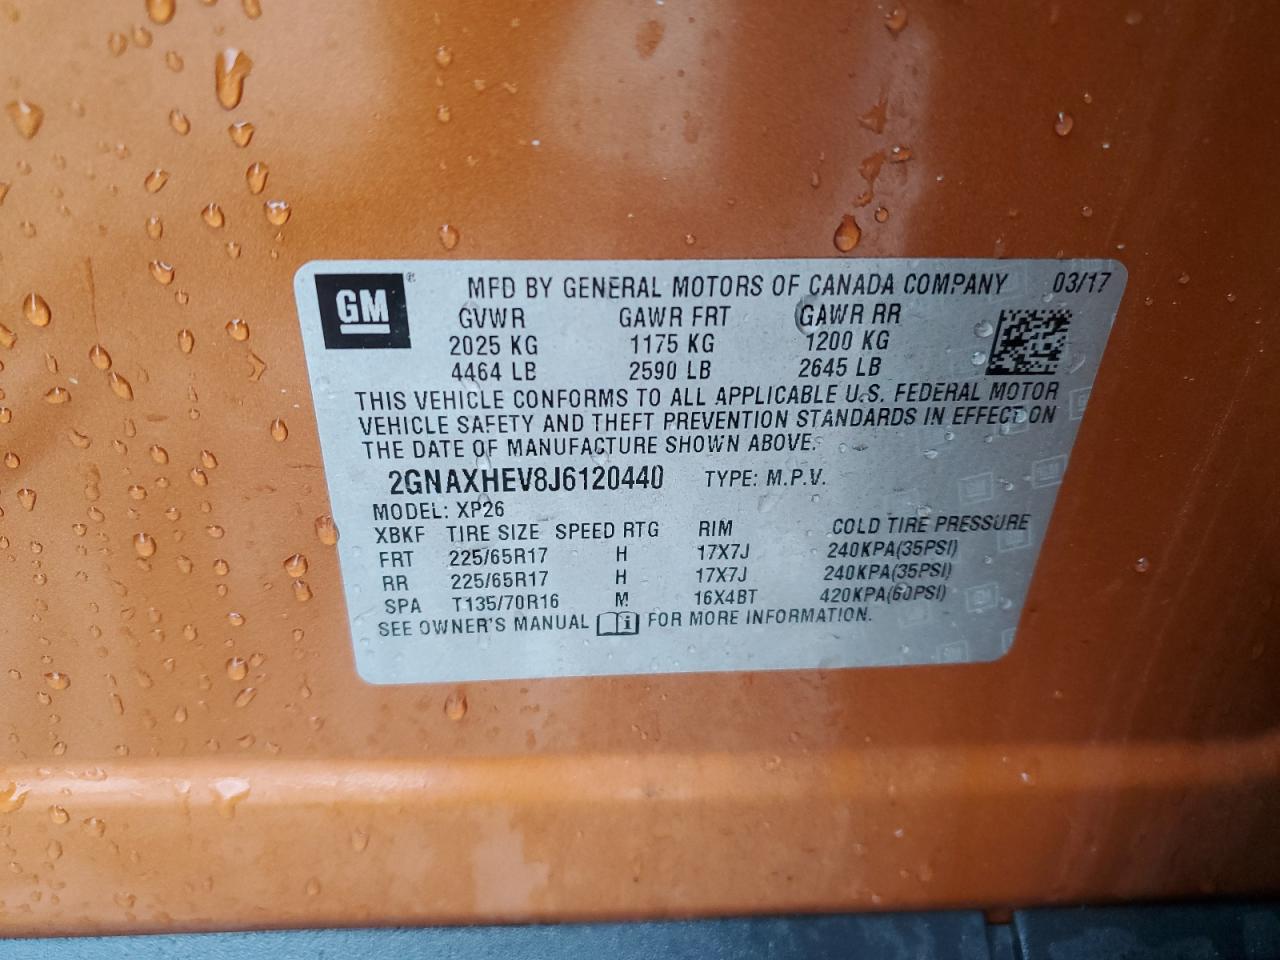 GM ® MFD BY GENERAL MOTORS OF CANADA COMPANY 03/17
GVWR GAWR FRT GAWR RR
2025 KG 1175 KG 1200 KG
4464 LB 2590 LB 2645 LB
THIS VEHICLE CONFORMS TO ALL APPLICABLE U.S. FEDERAL MOTOR
VEHICLE SAFETY AND THEFT PREVENTION STANDARDS IN EFFECT ON
THE DATE OF MANUFACTURE SHOWN ABOVE.
2GNAXHEV8J6120440 TYPE: M.P.V.
MODEL: XP26
XBKF TIRE SIZE SPEED RTG RIM COLD TIRE PRESSURE
FRT 225/65R17 H 17X7J 240KPA(35PSI)
RR 225/65R17 H 17X7J 240KPA(35PSI)
SPA T135/70R16 M 16X4BT 420KPA(60PSI)
SEE OWNER'S MANUAL i FOR MORE INFORMATION.